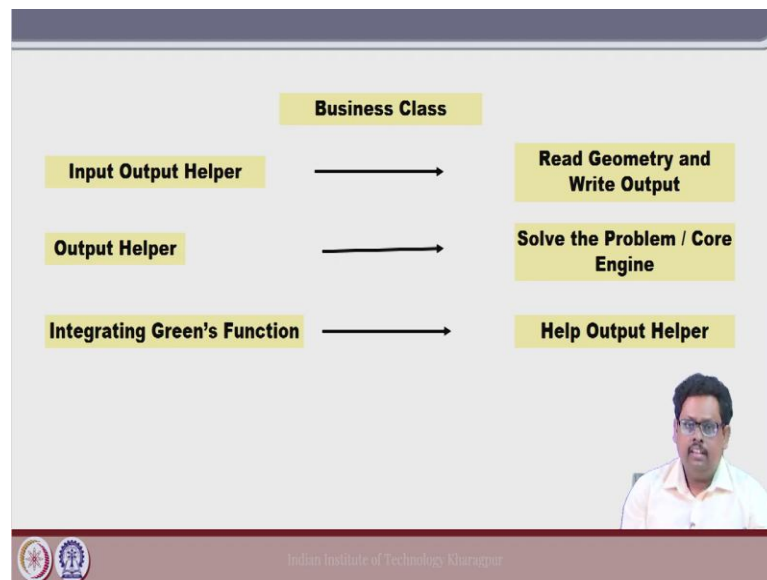 Business Class
Input Output Helper
Read Geometry and
Write Output
Output Helper
Solve the Problem / Core
Engine
Integrating Green's Function
Help Output Helper
Indian Institute of Technology Kharagpur